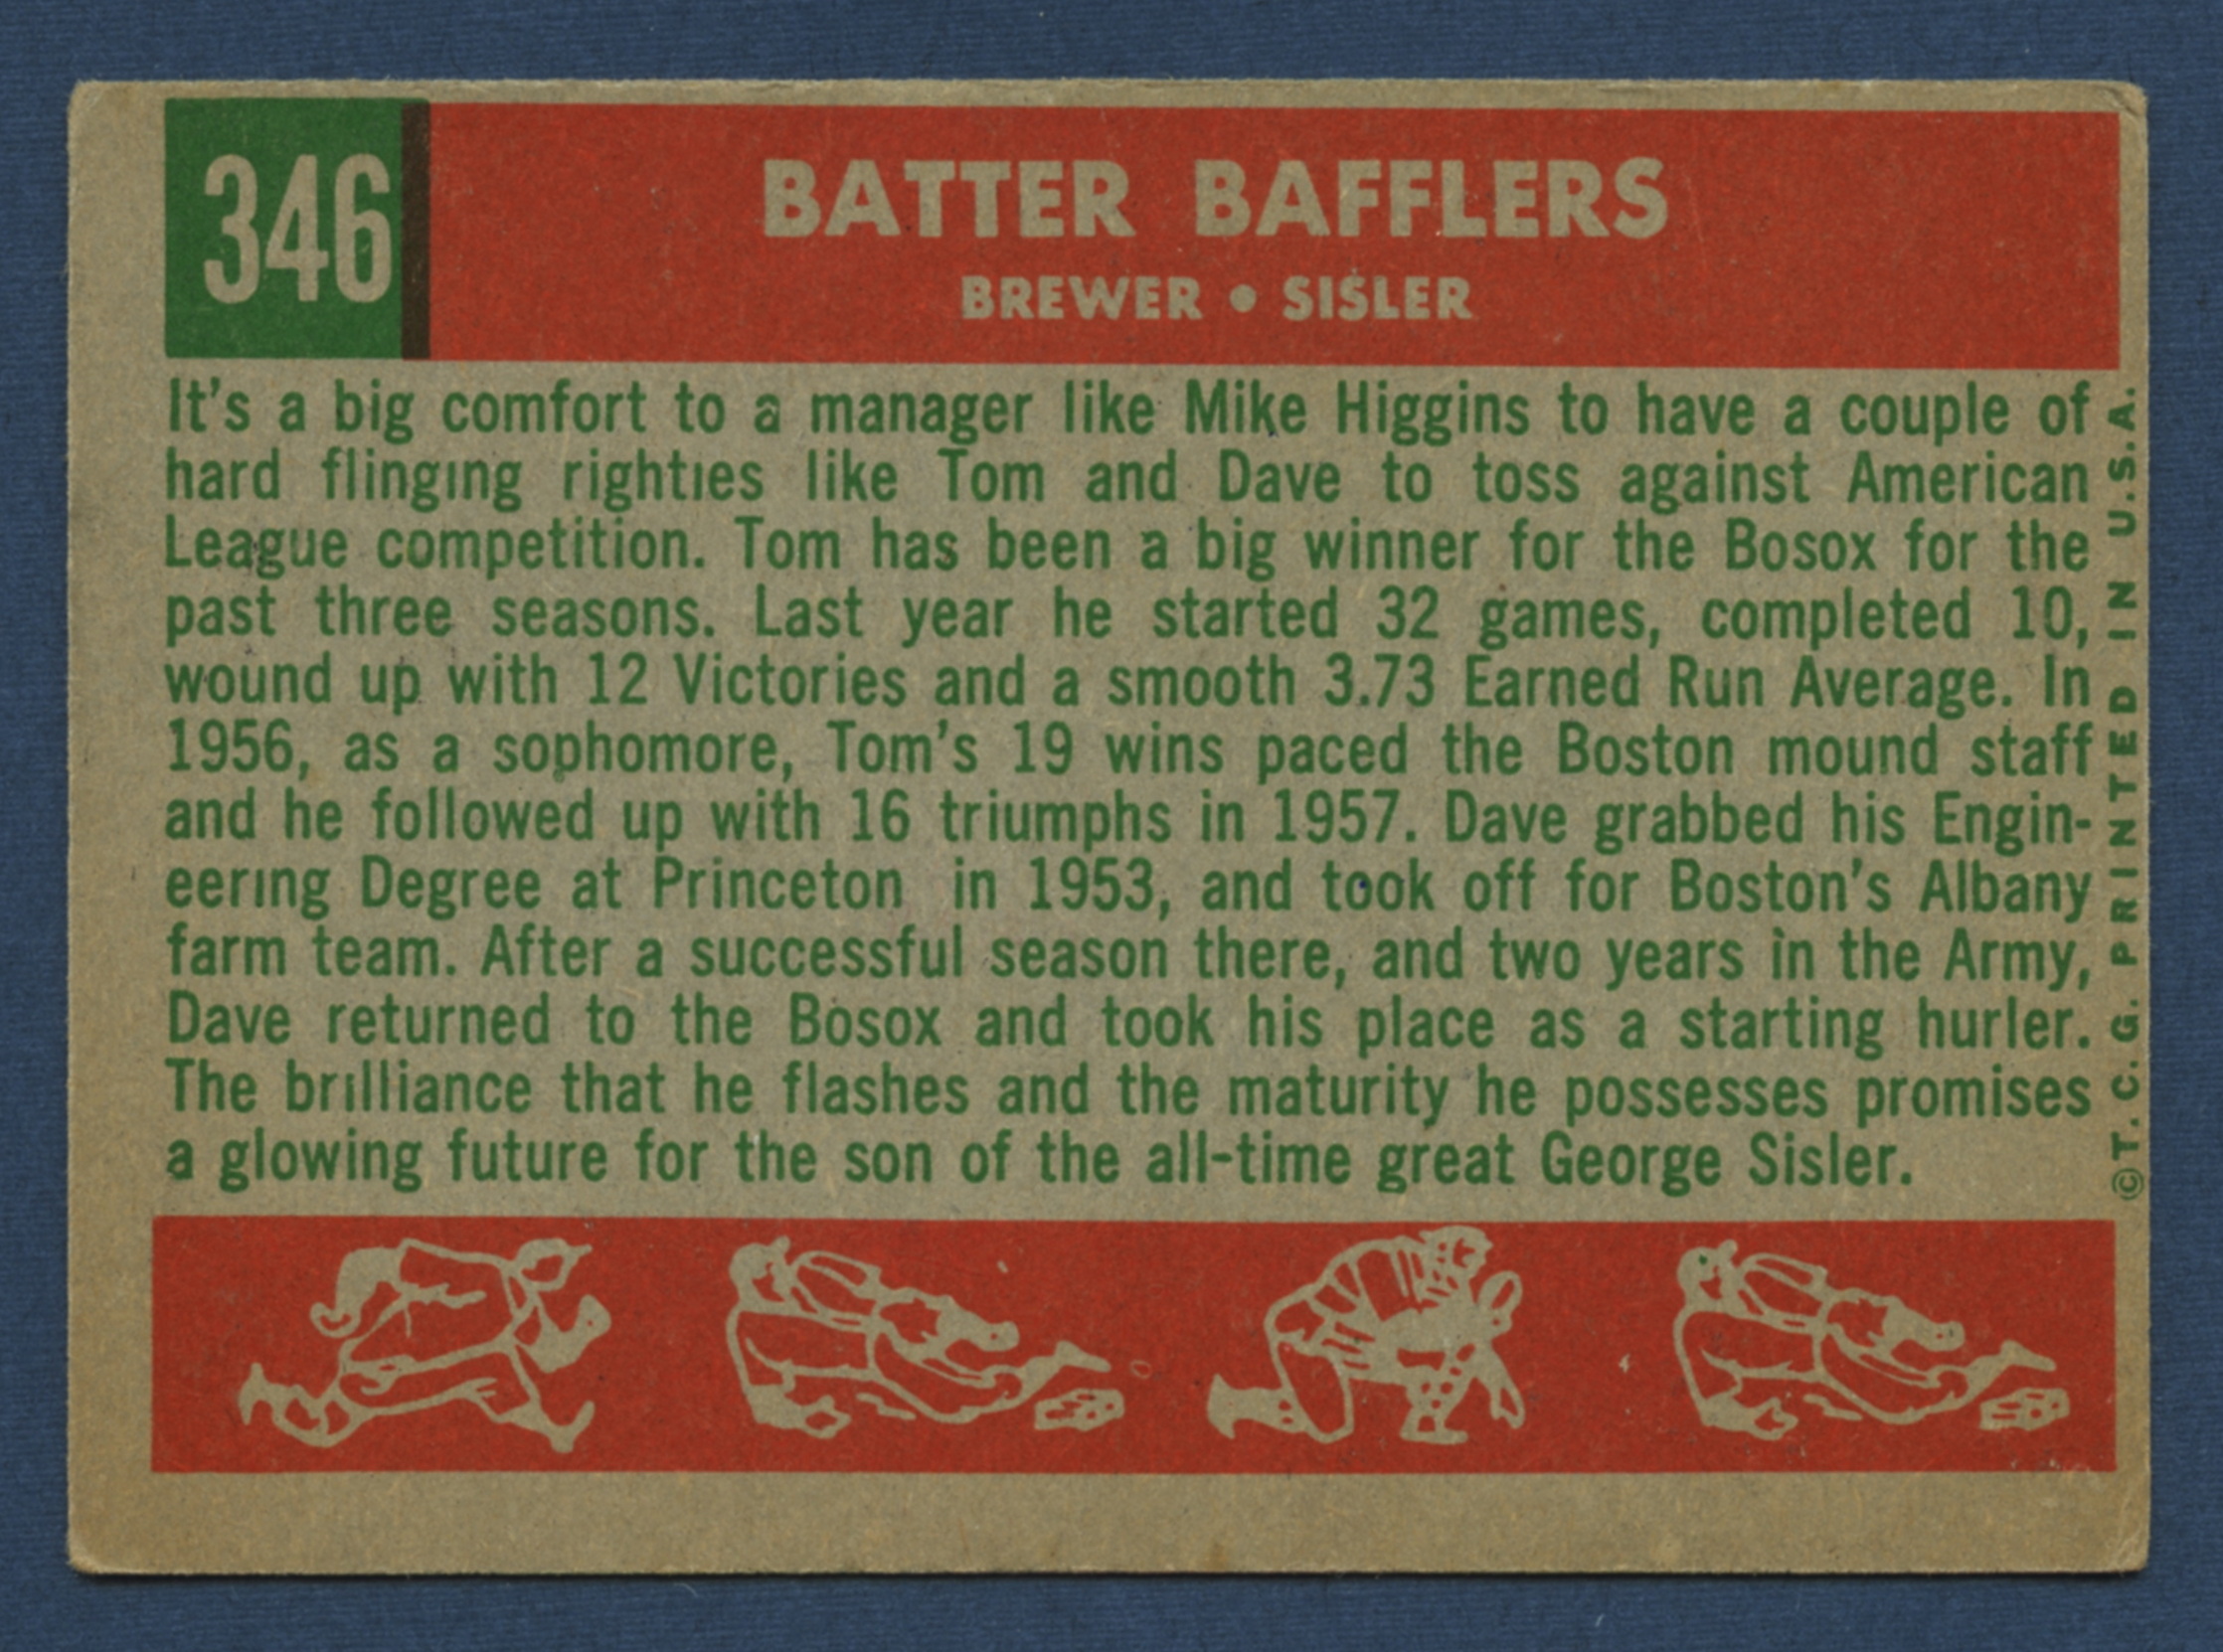 346
BATTER BAFFLERS
BREWER • SISLER
It's a big comfort to a manager like Mike Higgins to have a couple of
hard flinging righties like Tom and Dave to toss against American
League competition. Tom has been a big winner for the Bosox for the
past three seasons. Last year he started 32 games, completed 10,
wound up with 12 Victories and a smooth 3.73 Earned Run Average. In
1956, as a sophomore, Tom's 19 wins paced the Boston mound staff
and he followed up with 16 triumphs in 1957. Dave grabbed his Engin-
eering Degree at Princeton in 1953, and took off for Boston's Albany
farm team. After a successful season there, and two years in the Army,
Dave returned to the Bosox and took his place as a starting hurler.
The brilliance that he flashes and the maturity he possesses promises
a glowing future for the son of the all-time great George Sisler.
©T.C.G. PRINTED IN U.S.A.